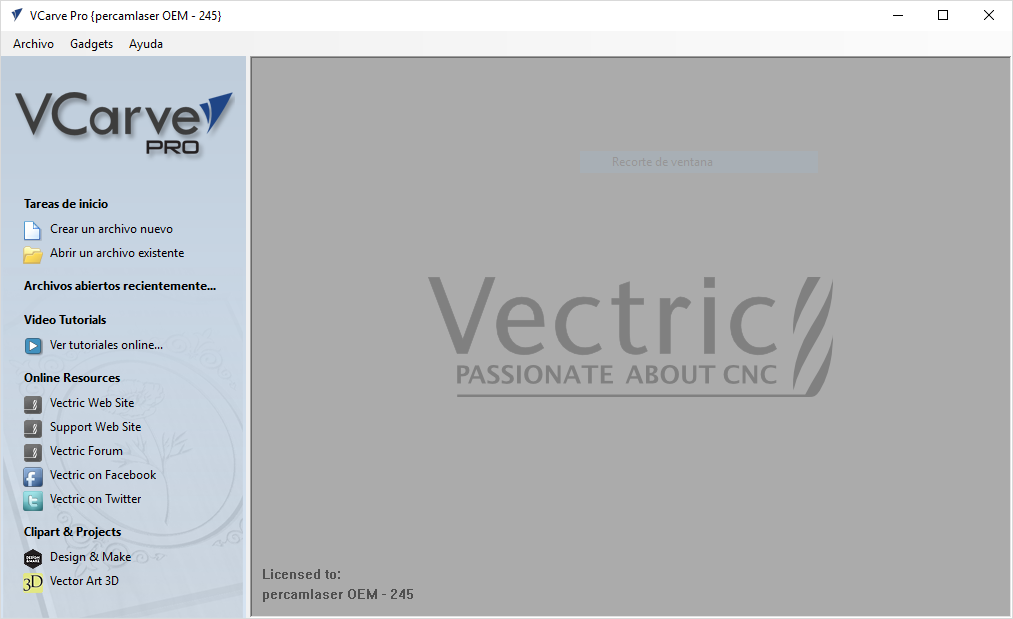 VCarve Pro {percamlaser OEM - 245}
Archivo Gadgets Ayuda
VCarve
PRO
Tareas de inicio
Crear un archivo nuevo
Abrir un archivo existente
Archivos abiertos recientemente...
Video Tutorials
Ver tutoriales online...
Online Resources
Vectric Web Site
Support Web Site
Vectric Forum
Vectric on Facebook
Vectric on Twitter
Clipart & Projects
DESIGN & MAKE
Design & Make
3D
Vector Art 3D
Recorte de ventana
Vectric
PASSIONATE ABOUT CNC
Licensed to:
percamlaser OEM - 245